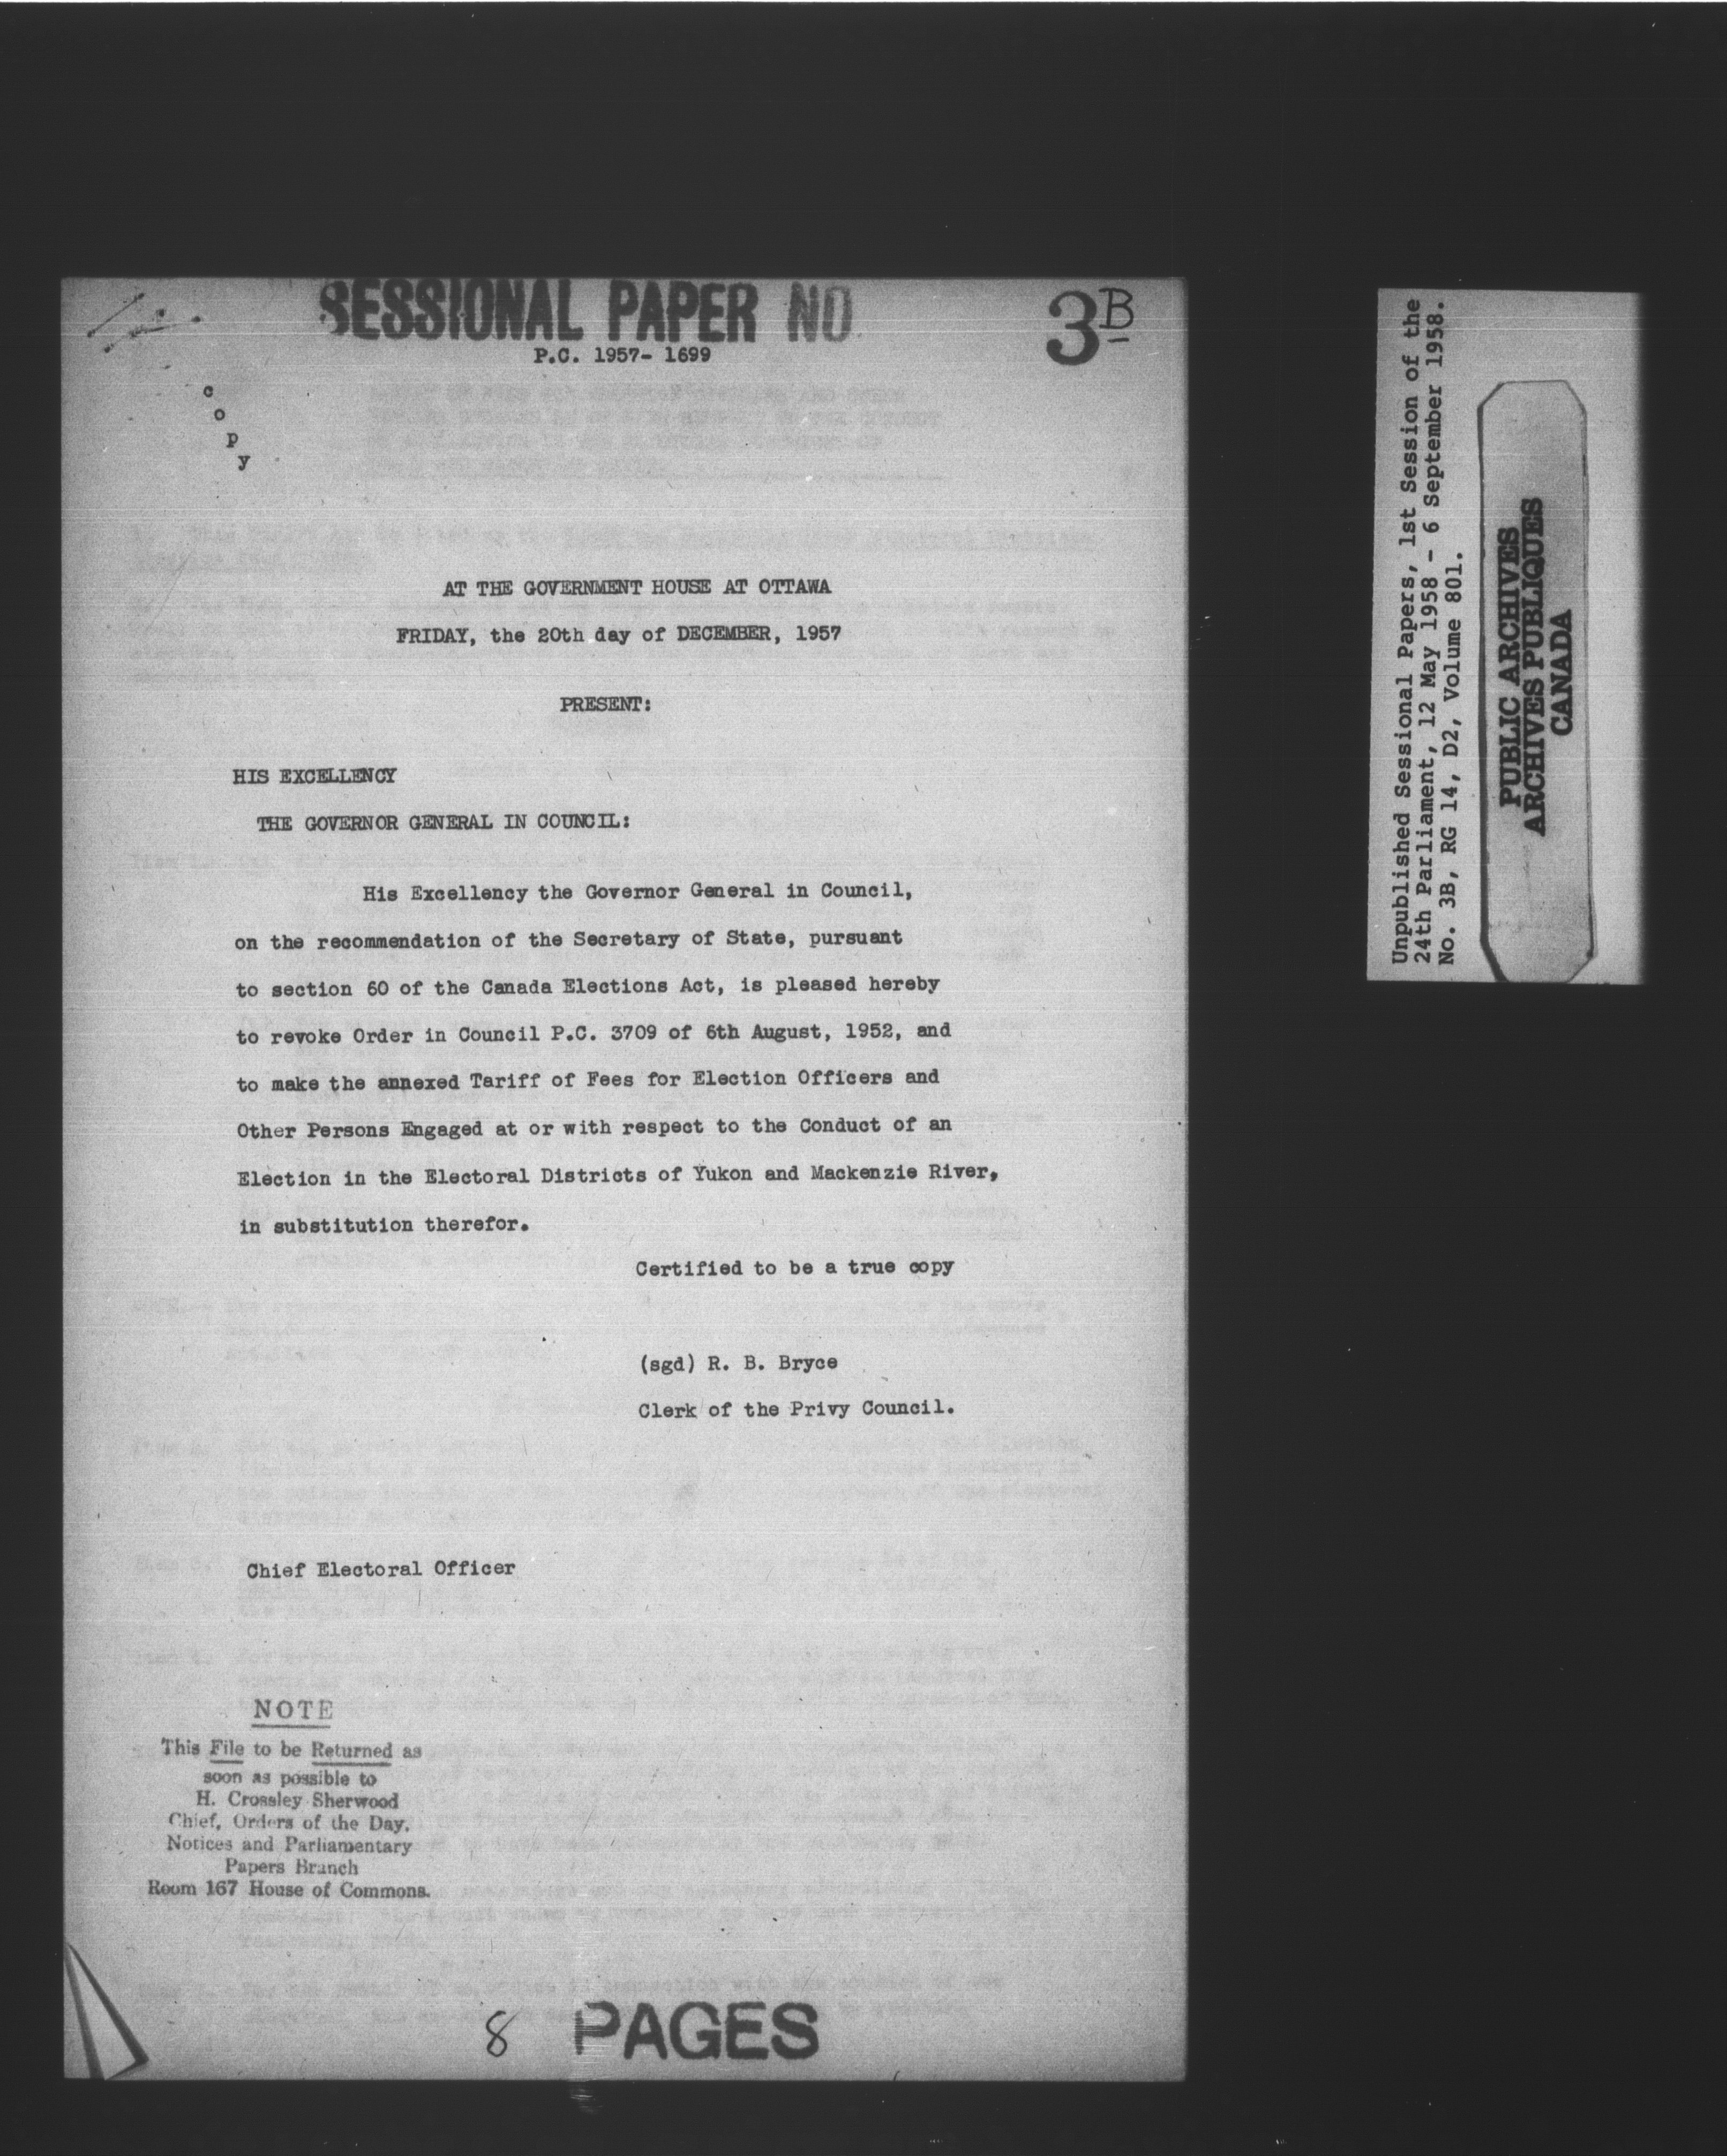 SESSIONAL PAPER NO. 3B
P.C. 1957- 1699
copy
AT THE GOVERNMENT HOUSE AT OTTAWA
FRIDAY, the 20th day of DECEMBER, 1957
PRESENT:
HIS EXCELLENCY
THE GOVERNOR GENERAL IN COUNCIL:
His Excellency the Governor General in Council,
on the recommendation of the Secretary of State, pursuant
to section 60 of the Canada Elections Act, is pleased hereby
to revoke Order in Council P.C. 3709 of 6th August, 1952, and
to make the annexed Tariff of Fees for Election Officers and
Other Persons Engaged at or with respect to the Conduct of an
Election in the Electoral Districts of Yukon and Mackenzie River,
in substitution therefor.
Certified to be a true copy
(sgd) R. B. Bryce
Clerk of the Privy Council.
Chief Electoral Officer
NOTE
This File to be Returned as
soon as possible to
H. Crossley Sherwood
Chief, Orders of the Day,
Notices and Parliamentary
Papers Branch
Room 167 House of Commons.
8 PAGES
Unpublished Sessional Papers, 1st Session of the
24th Parliament, 12 May 1958 - 6 September 1958.
No. 3B, RG 14, D2, Volume 801.
PUBLIC ARCHIVES
ARCHIVES PUBLIQUES
CANADA